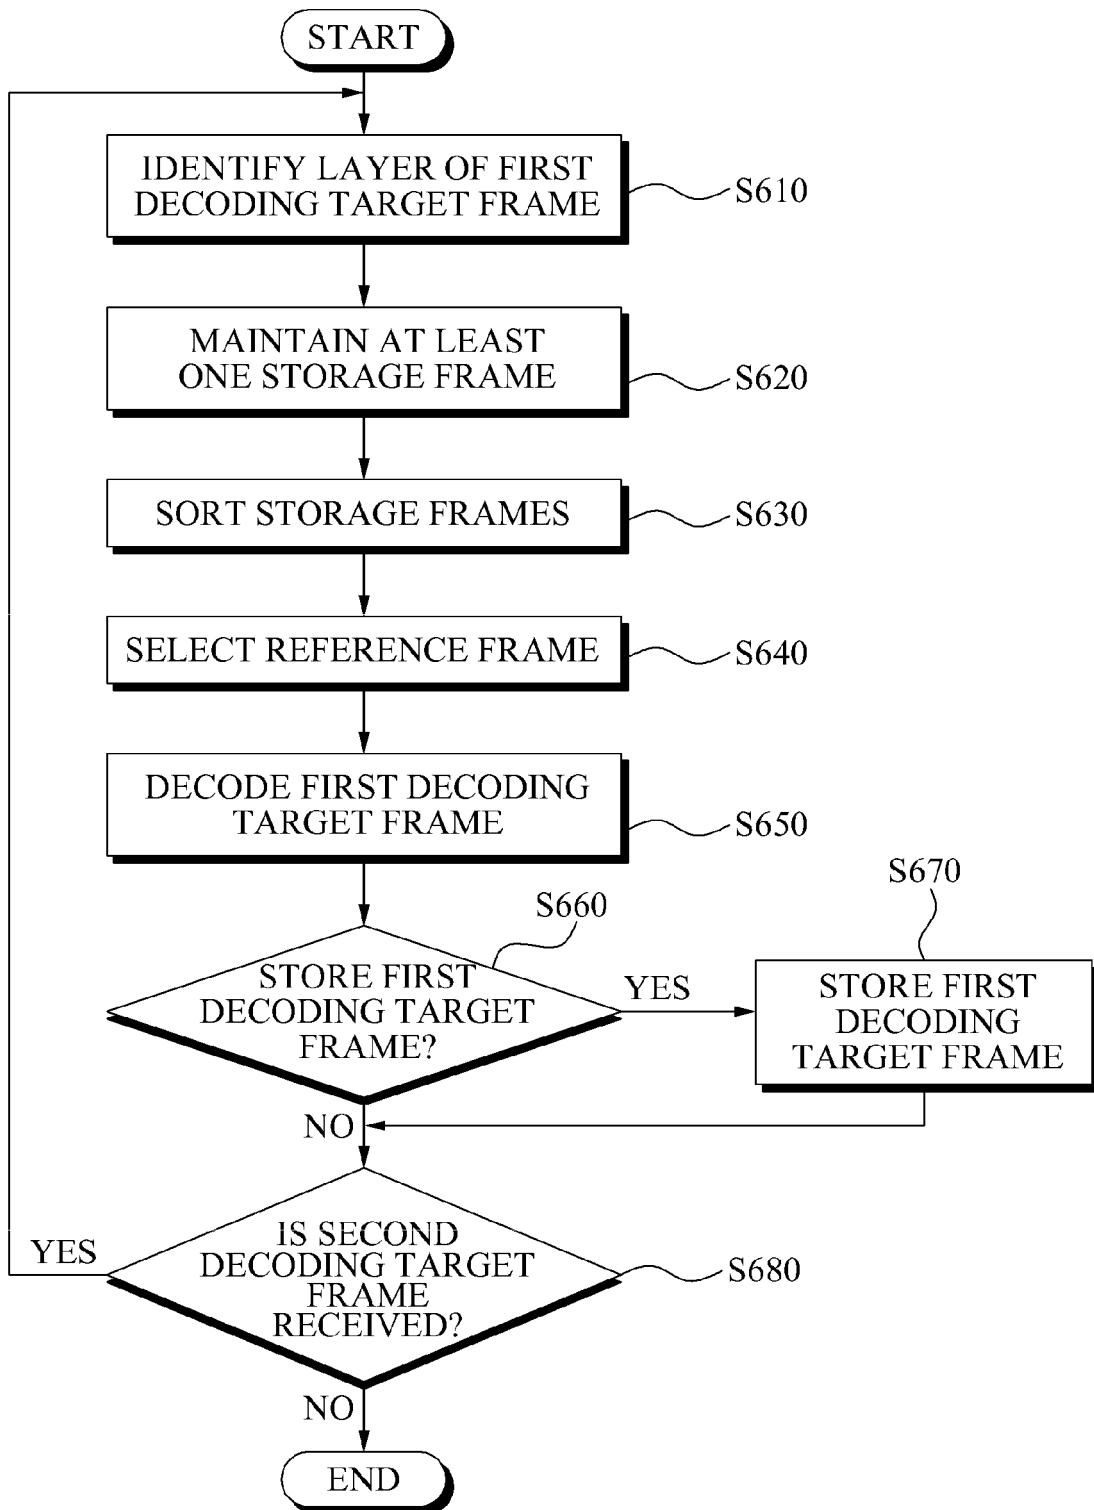 START
IDENTIFY LAYER OF FIRST
DECODING TARGET FRAME
S610
MAINTAIN AT LEAST
ONE STORAGE FRAME
S620
SORT STORAGE FRAMES
S630
SELECT REFERENCE FRAME
S640
DECODE FIRST DECODING
TARGET FRAME
S650
S660
STORE FIRST
DECODING TARGET
FRAME?
YES
S670
STORE FIRST
DECODING
TARGET FRAME
NO
IS SECOND
DECODING TARGET
FRAME
RECEIVED?
YES
S680
NO
END